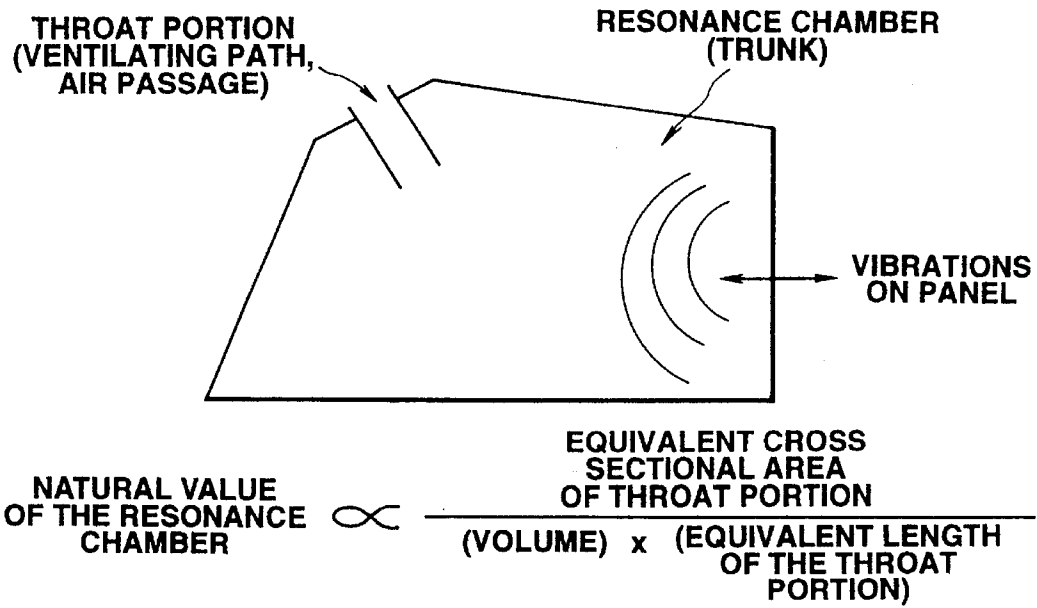 THROAT PORTION
(VENTILATING PATH,
AIR PASSAGE)
RESONANCE CHAMBER
(TRUNK)
VIBRATIONS
ON PANEL
NATURAL VALUE
OF THE RESONANCE
CHAMBER
∝
EQUIVALENT CROSS
SECTIONAL AREA
OF THROAT PORTION
(VOLUME) x (EQUIVALENT LENGTH
OF THE THROAT
PORTION)